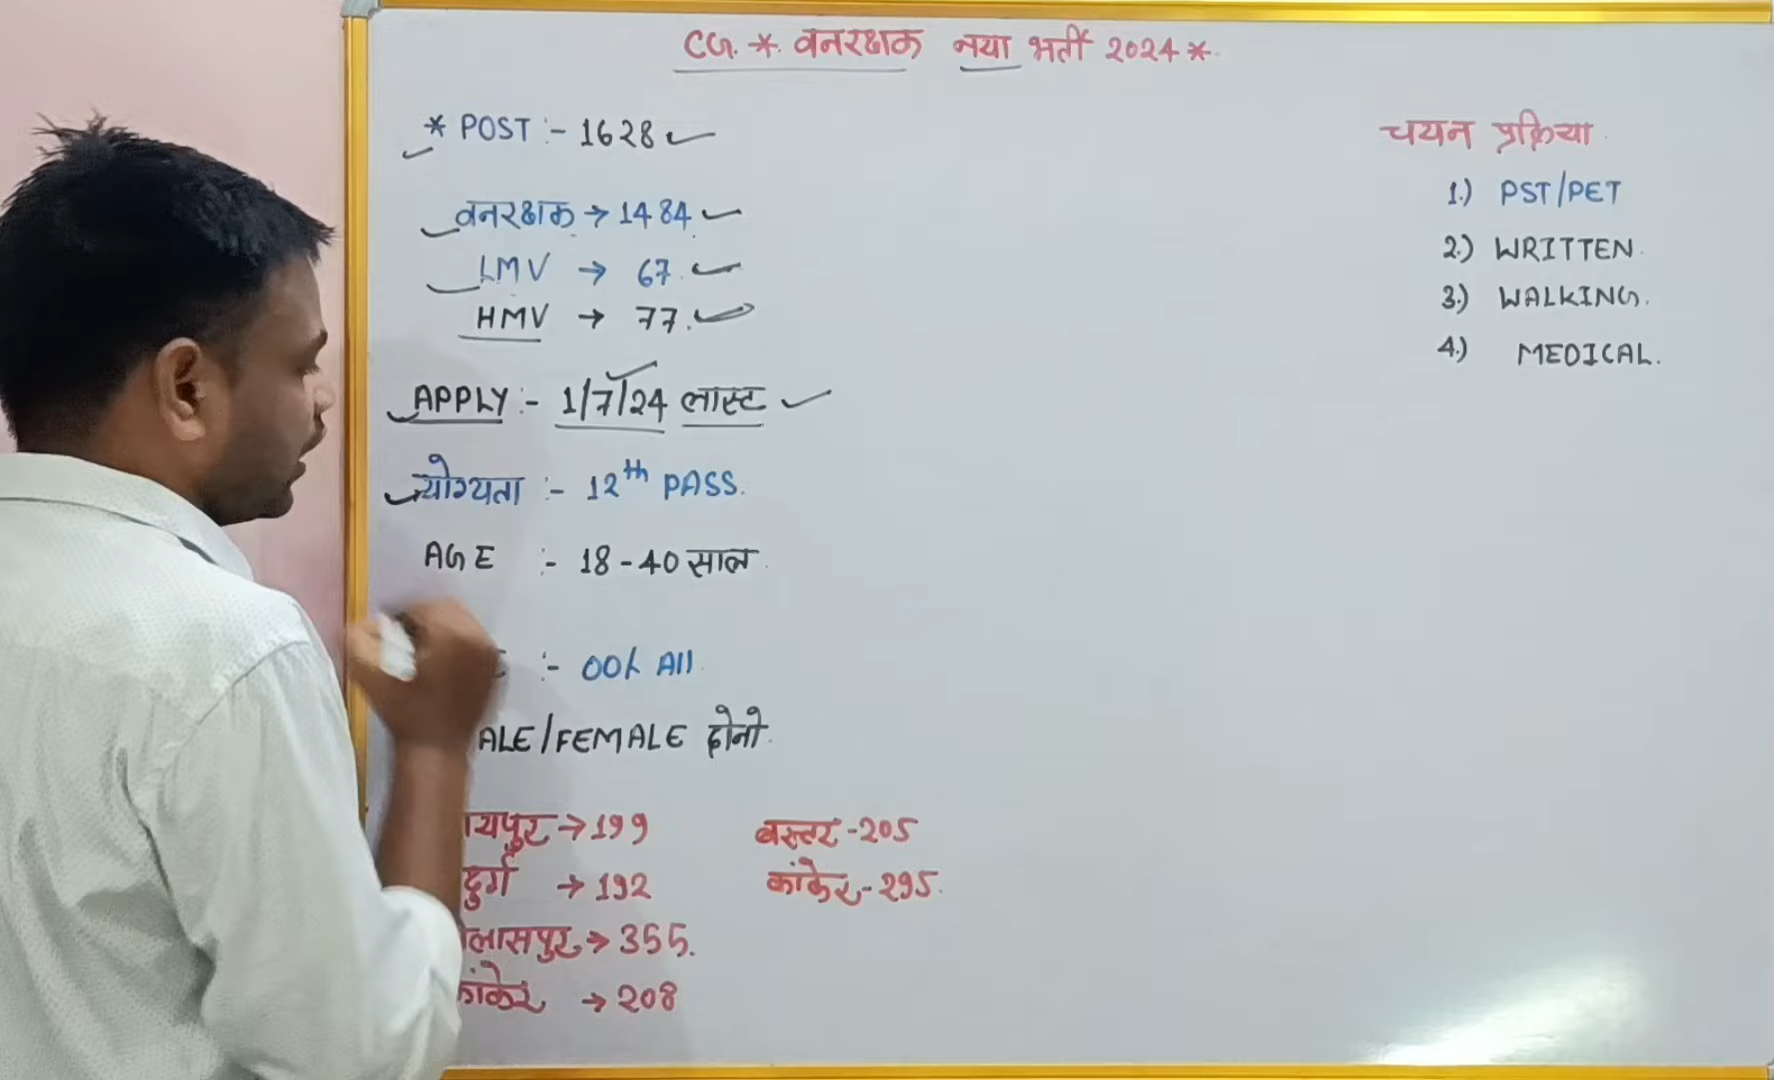 CG. * वनरक्षक नया भर्ती 2024 *
* POST :- 1628
वनरक्षक → 1484
LMV → 67
HMV → 77
APPLY :- 1/7/24 लास्ट
योग्यता :- 12th PASS.
AGE :- 18-40 साल
:- 00/- All
ALE/FEMALE दोनो
यपुर → 199
दुर्ग → 192
लासपुर → 355.
कांकेर → 208
बस्तर - 205
कांकेर - 295.
चयन प्रक्रिया
1.) PST/PET
2.) WRITTEN.
3.) WALKING.
4.) MEDICAL.